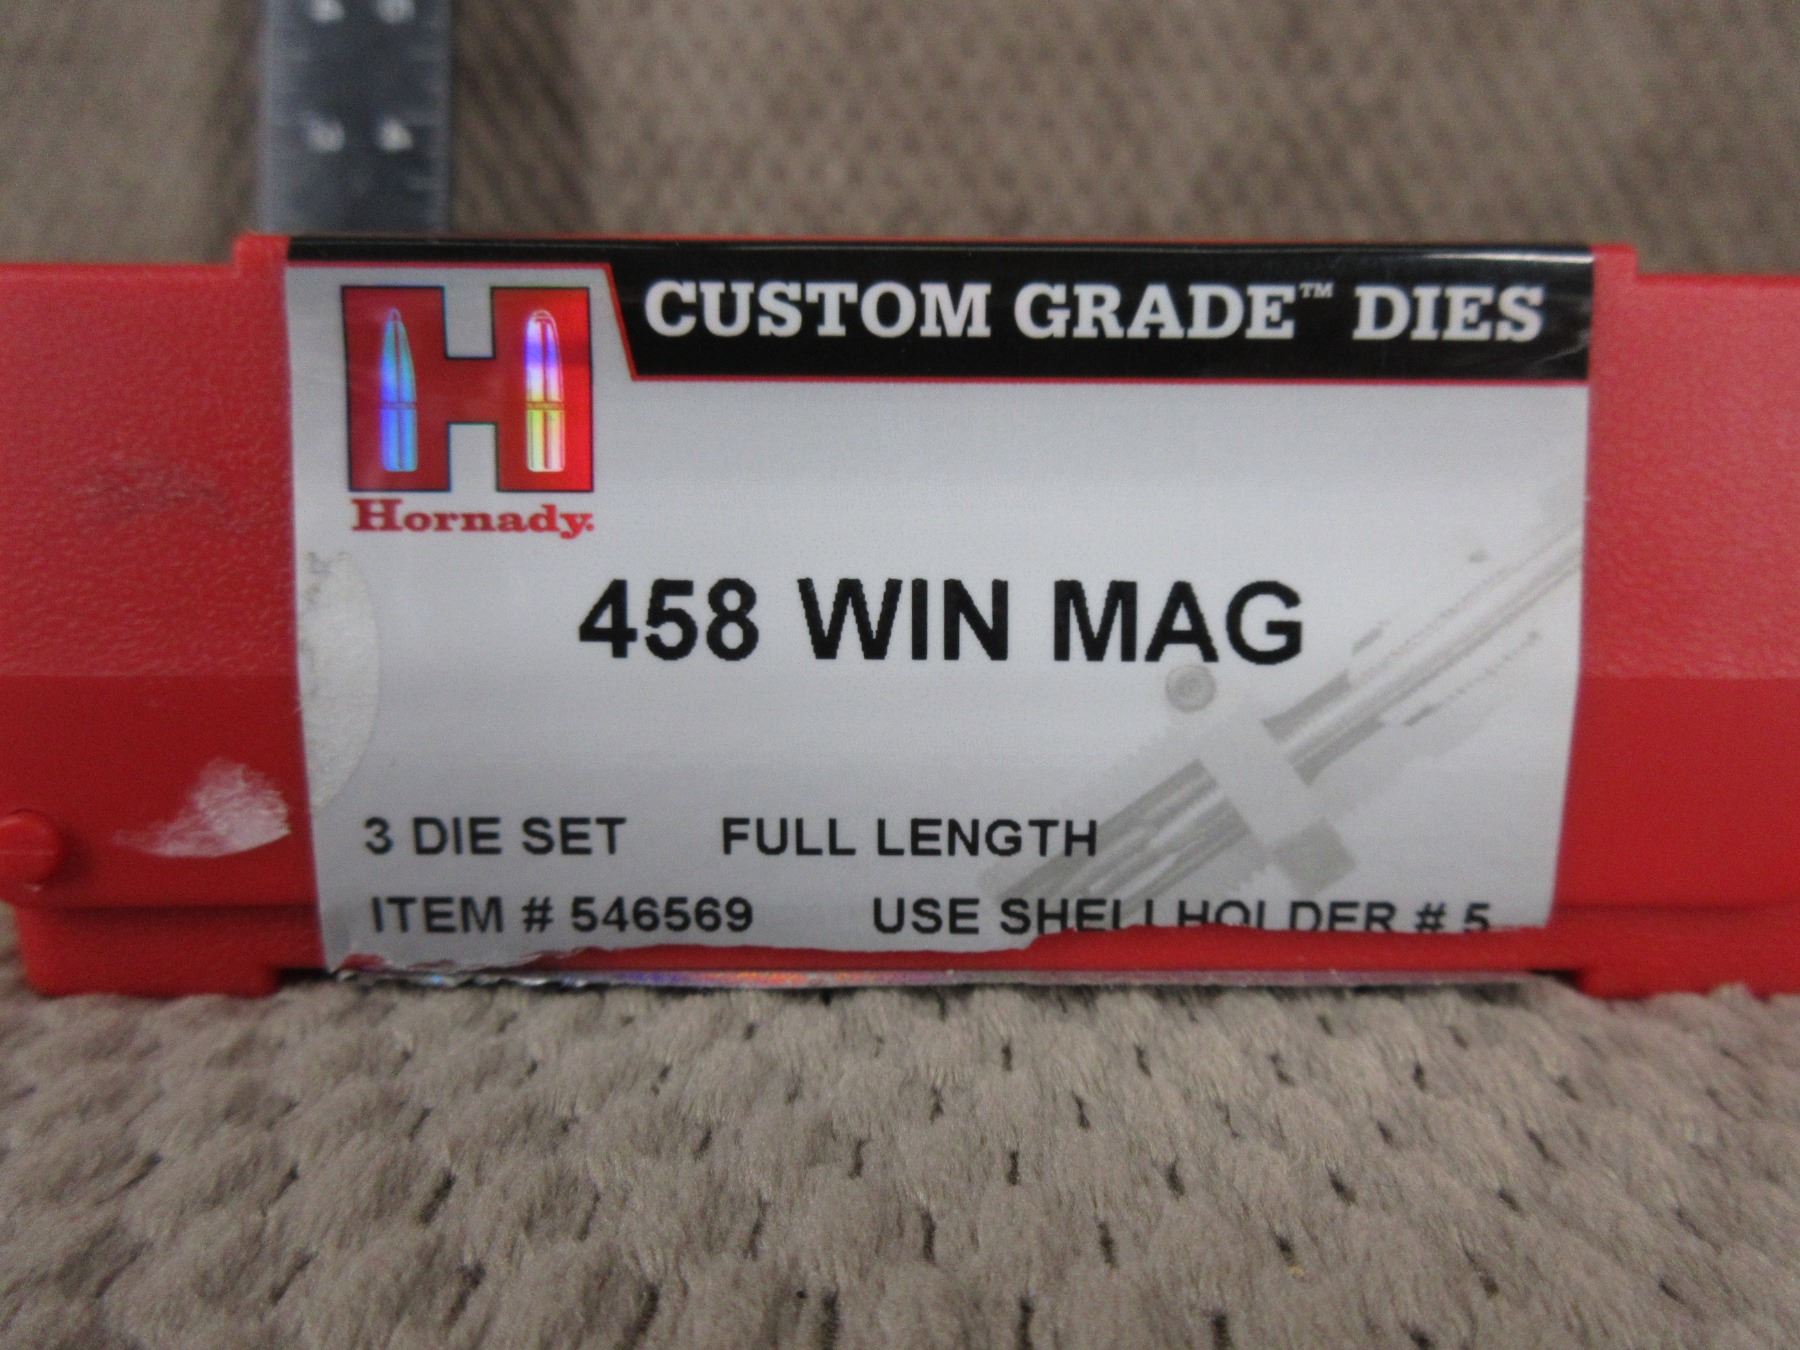 CUSTOM GRADE™ DIES
H
Hornady.
458 WIN MAG
3 DIE SET FULL LENGTH
ITEM # 546569 USE SHELLHOLDER # 5